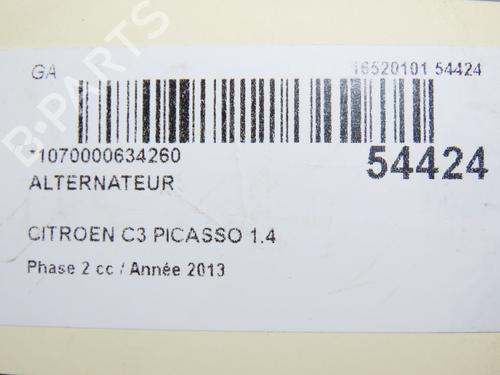 GA
16520101 54424
*1070000634260
54424
ALTERNATEUR
CITROEN C3 PICASSO 1.4
Phase 2 cc / Année 2013
B-PARTS